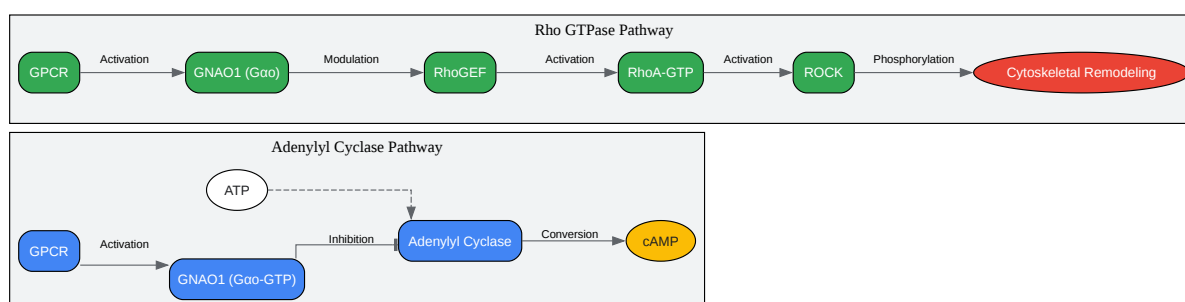 Rho GTPase Pathway
GPCR
Activation
GNAO1 (Gαo)
Modulation
RhoGEF
Activation
RhoA-GTP
Activation
ROCK
Phosphorylation
Cytoskeletal Remodeling
Adenylyl Cyclase Pathway
ATP
GPCR
Activation
GNAO1 (Gαo-GTP)
Inhibition
Adenylyl Cyclase
Conversion
cAMP